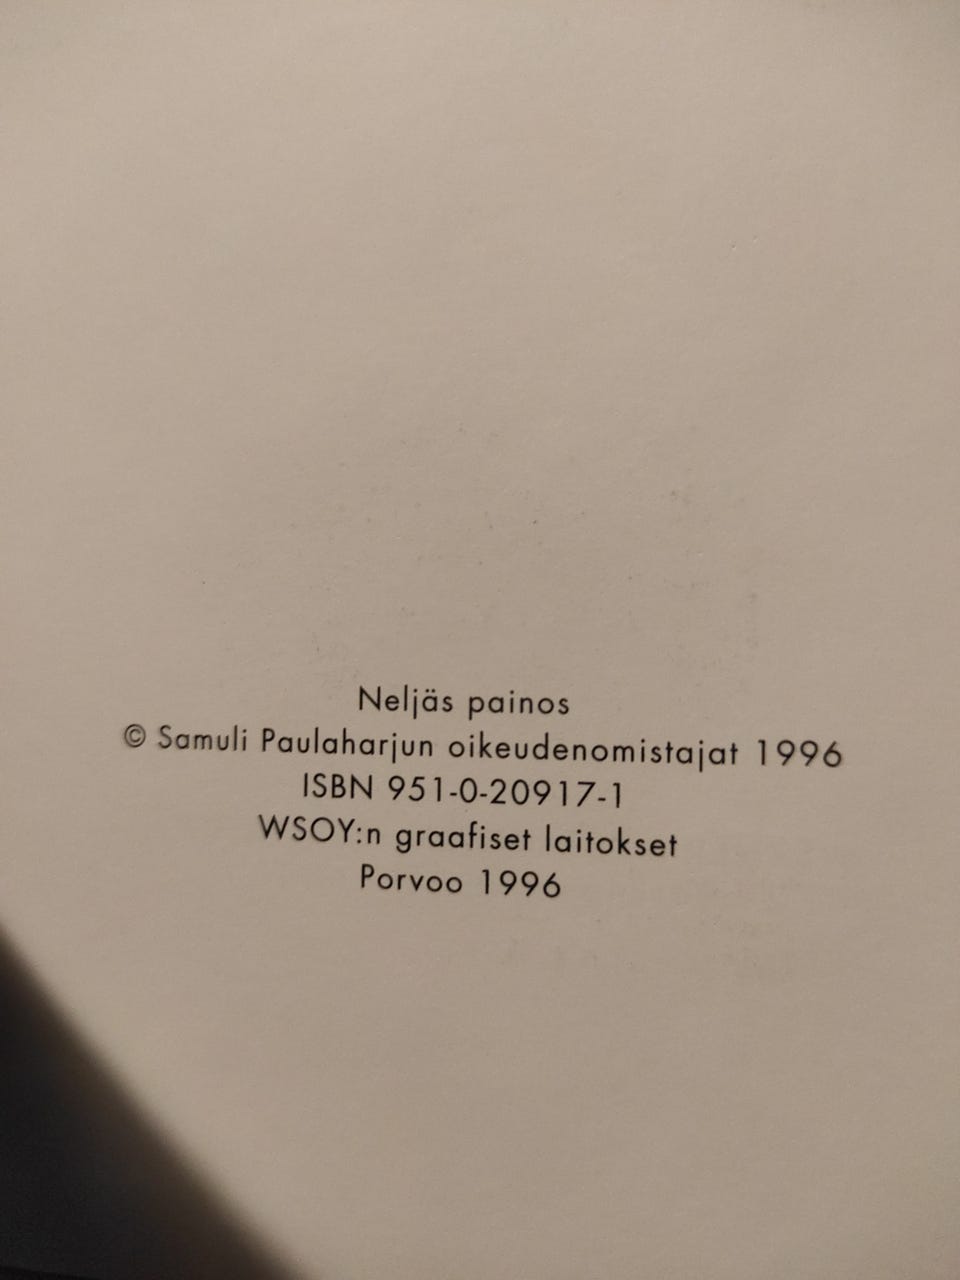 Neljäs painos
© Samuli Paulaharjun oikeudenomistajat 1996
ISBN 951-0-20917-1
WSOY:n graafiset laitokset
Porvoo 1996